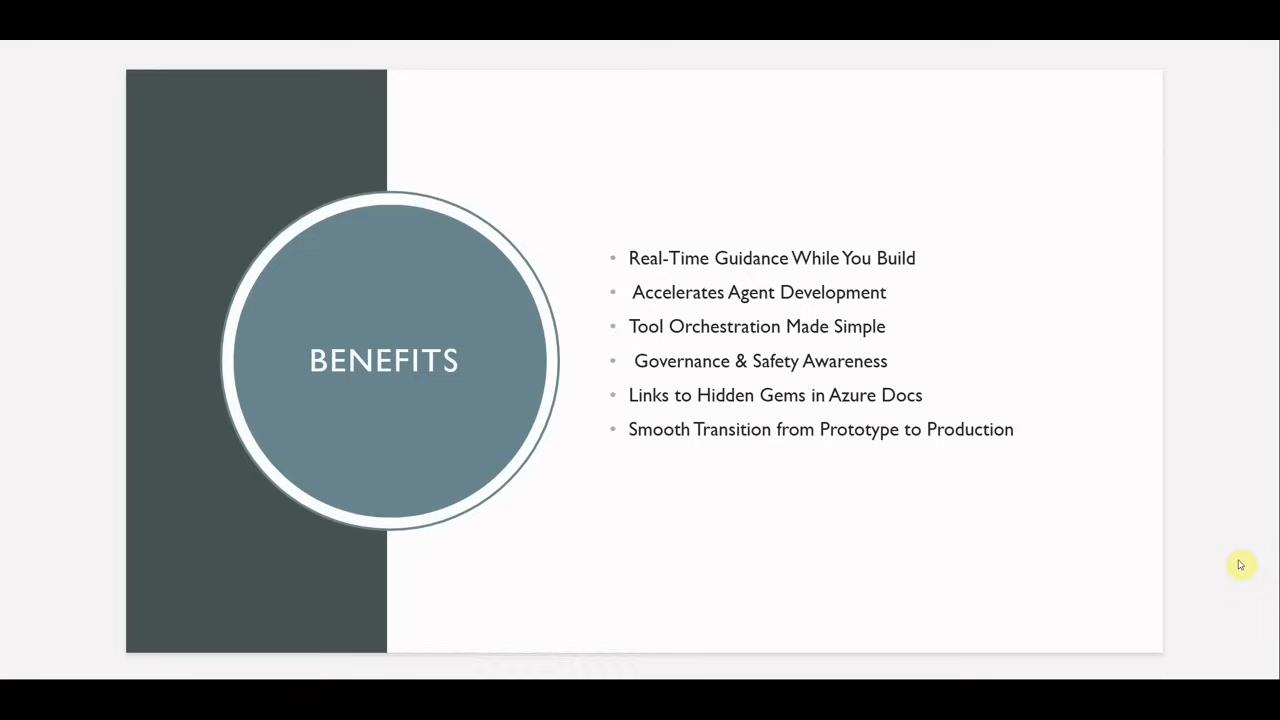 BENEFITS
• Real-Time Guidance While You Build
• Accelerates Agent Development
• Tool Orchestration Made Simple
• Governance & Safety Awareness
• Links to Hidden Gems in Azure Docs
• Smooth Transition from Prototype to Production